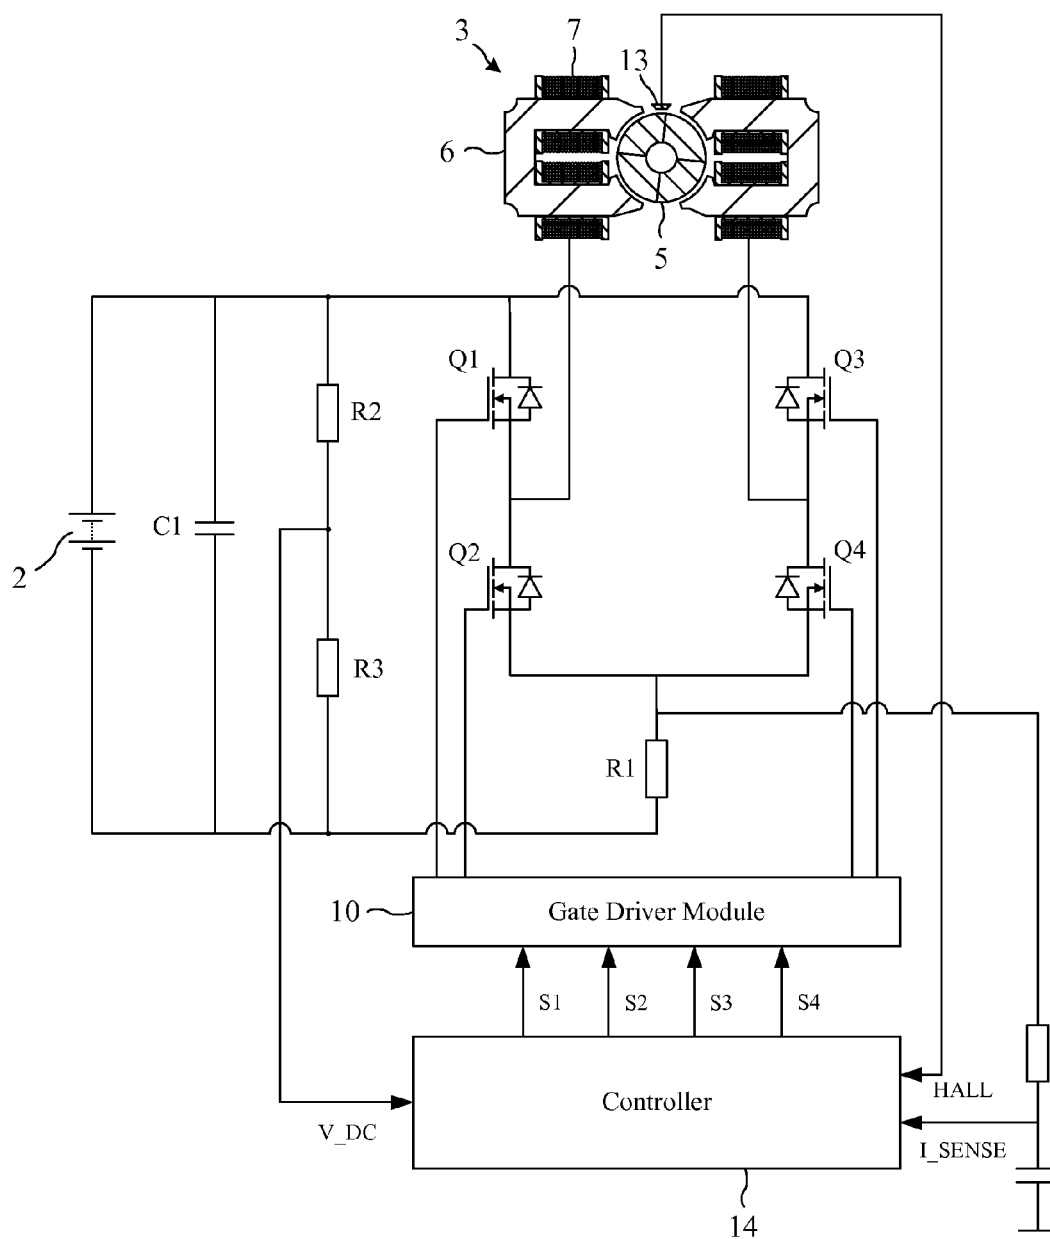 3
7
13
6
5
Q1
Q3
R2
C1
2
Q2
Q4
R3
R1
10
Gate Driver Module
S1
S2
S3
S4
Controller
HALL
V_DC
I_SENSE
14